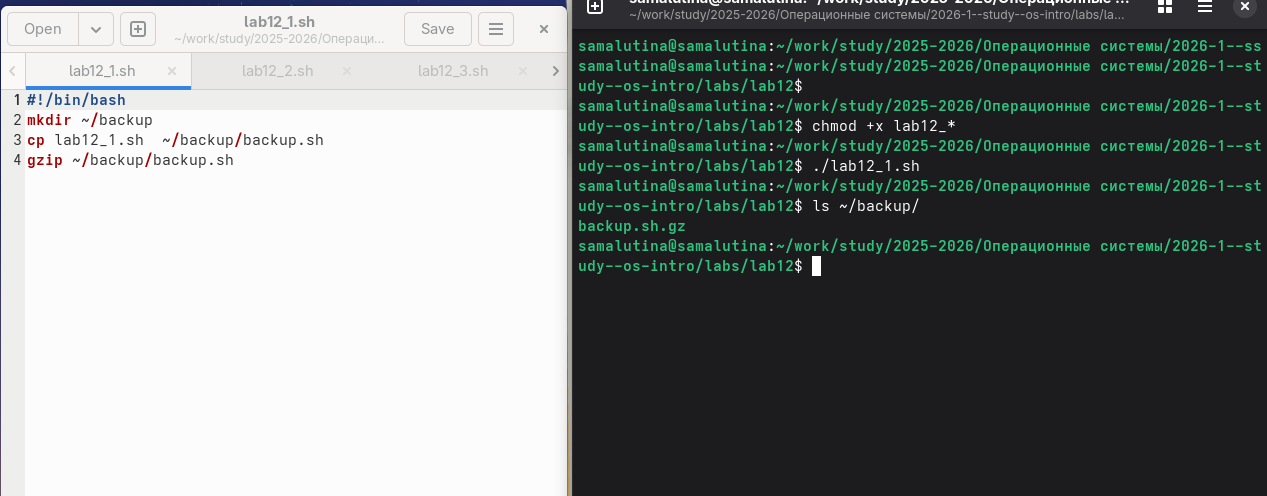 Open
lab12_1.sh
~/work/study/2025-2026/Операци...
Save
lab12_1.sh
lab12_2.sh
lab12_3.sh
1 #!/bin/bash
2 mkdir ~/backup
3 cp lab12_1.sh  ~/backup/backup.sh
4 gzip ~/backup/backup.sh
~/work/study/2025-2026/Операционные системы/2026-1--study--os-intro/labs/la...
samalutina@samalutina:~/work/study/2025-2026/Операционные системы/2026-1--ss
samalutina@samalutina:~/work/study/2025-2026/Операционные системы/2026-1--st
udy--os-intro/labs/lab12$
samalutina@samalutina:~/work/study/2025-2026/Операционные системы/2026-1--st
udy--os-intro/labs/lab12$ chmod +x lab12_*
samalutina@samalutina:~/work/study/2025-2026/Операционные системы/2026-1--st
udy--os-intro/labs/lab12$ ./lab12_1.sh
samalutina@samalutina:~/work/study/2025-2026/Операционные системы/2026-1--st
udy--os-intro/labs/lab12$ ls ~/backup/
backup.sh.gz
samalutina@samalutina:~/work/study/2025-2026/Операционные системы/2026-1--st
udy--os-intro/labs/lab12$